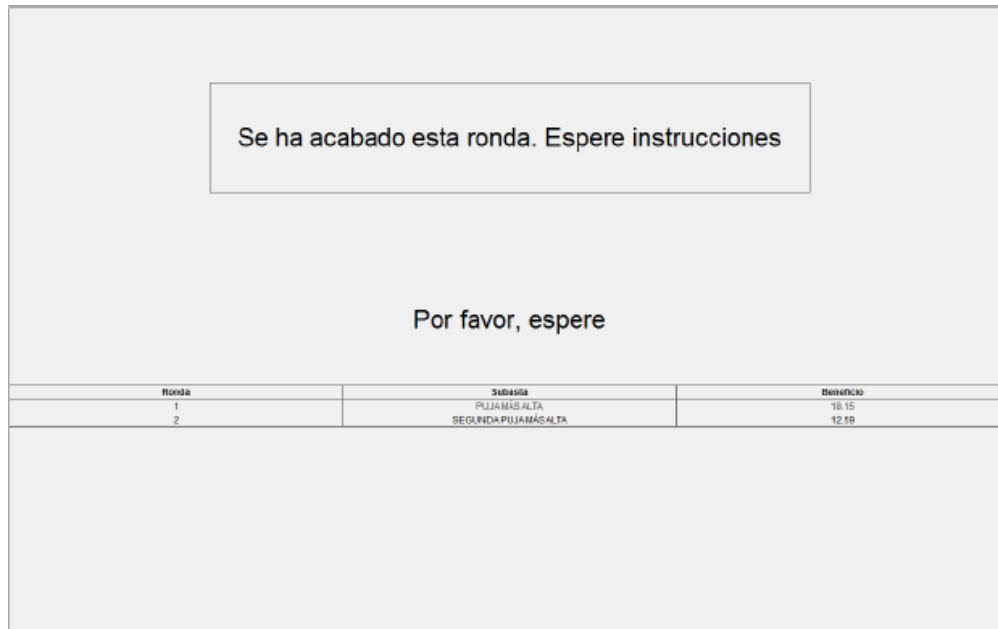 Se ha acabado esta ronda. Espere instrucciones
Por favor, espere
Ronda Subasta Beneficio
1 PUJA MÁS ALTA 18.15
2 SEGUNDA PUJA MÁS ALTA 12.59